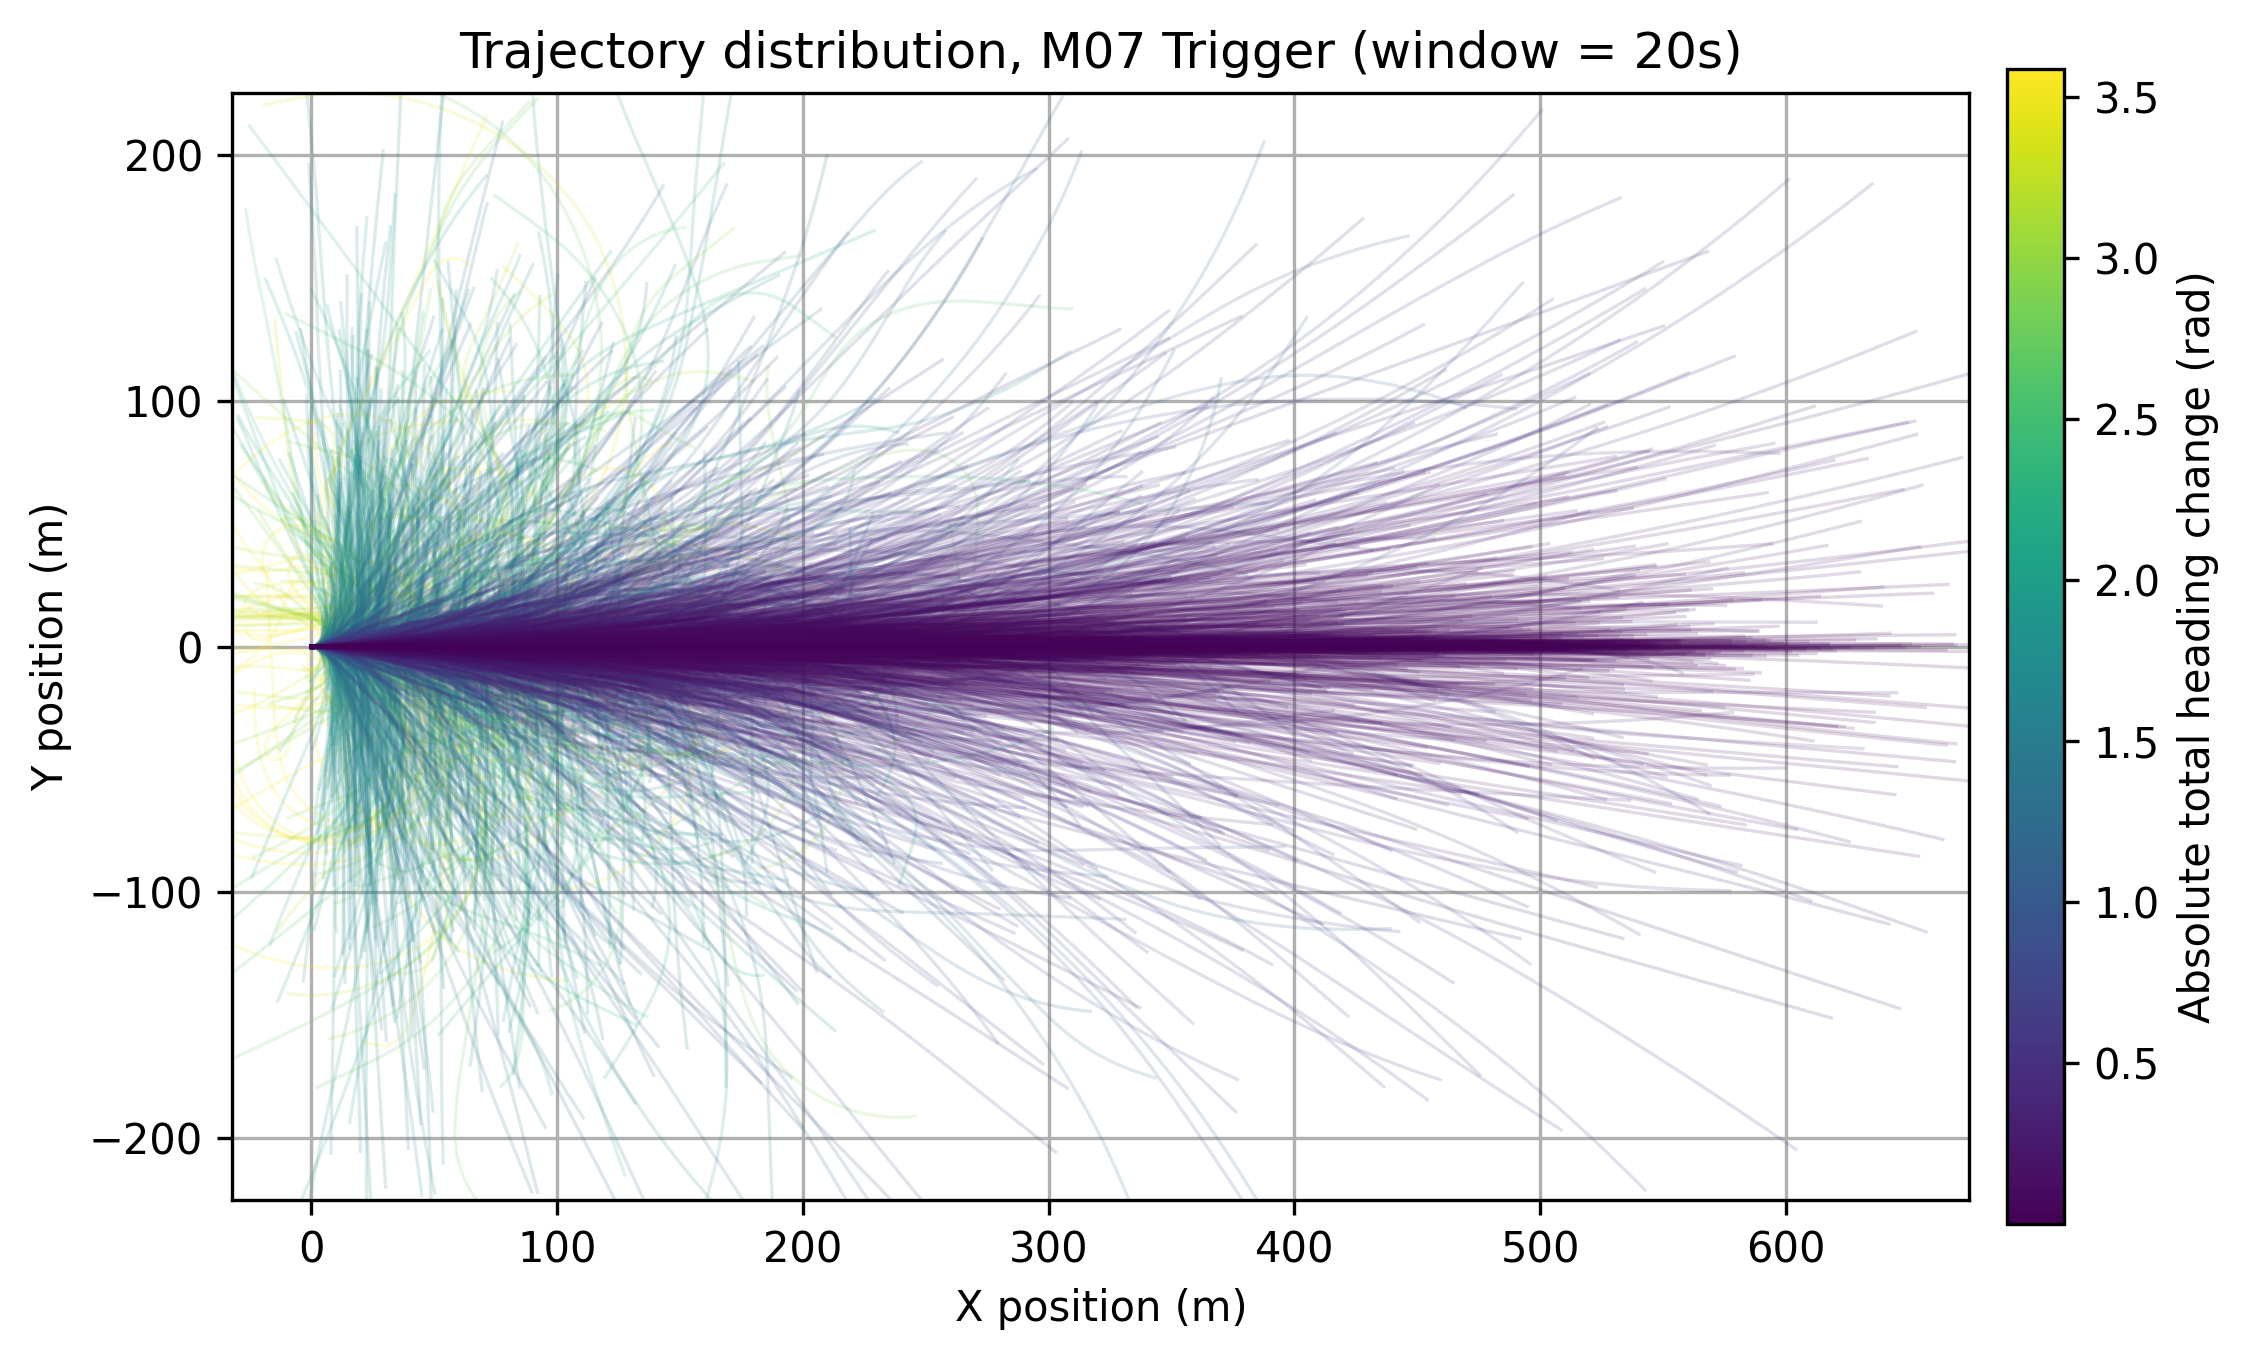 Trajectory distribution, M07 Trigger (window = 20s)
200
100
0
−100
−200
Y position (m)
0 100 200 300 400 500 600
X position (m)
3.5
3.0
2.5
2.0
1.5
1.0
0.5
Absolute total heading change (rad)